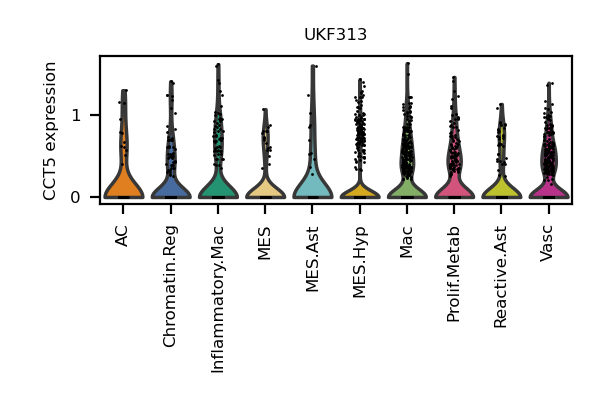 UKF313
CCT5 expression
1
0
AC
Chromatin.Reg
Inflammatory.Mac
MES
MES.Ast
MES.Hyp
Mac
Prolif.Metab
Reactive.Ast
Vasc